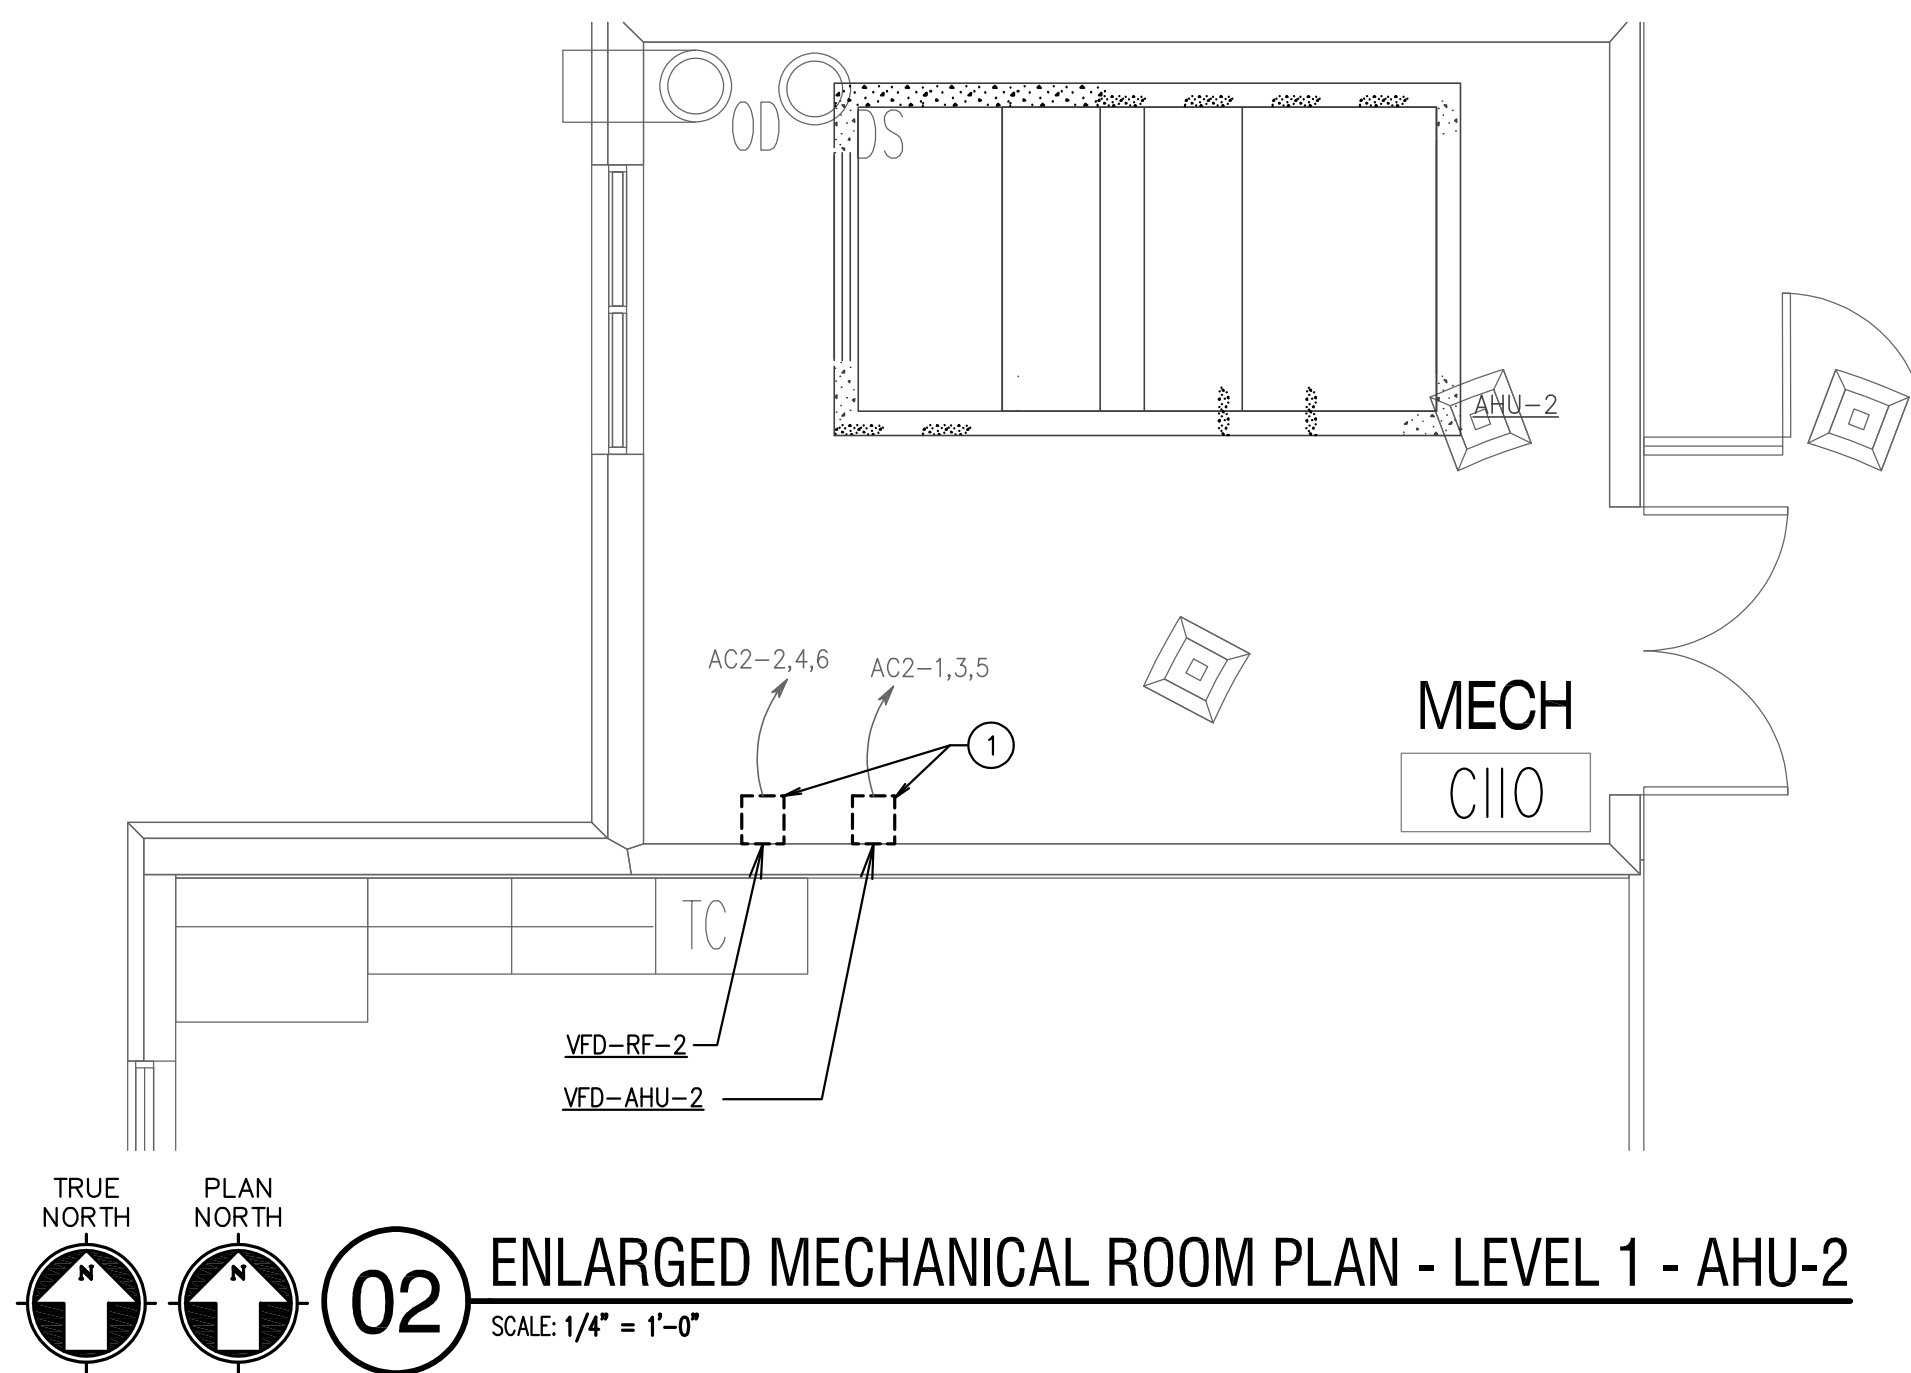 OD
DS
AHU-2
AC2-2,4,6
AC2-1,3,5
1
MECH
C110
TC
VFD-RF-2
VFD-AHU-2
TRUE
NORTH
PLAN
NORTH
N
N
02
ENLARGED MECHANICAL ROOM PLAN - LEVEL 1 - AHU-2
SCALE: 1/4" = 1'-0"